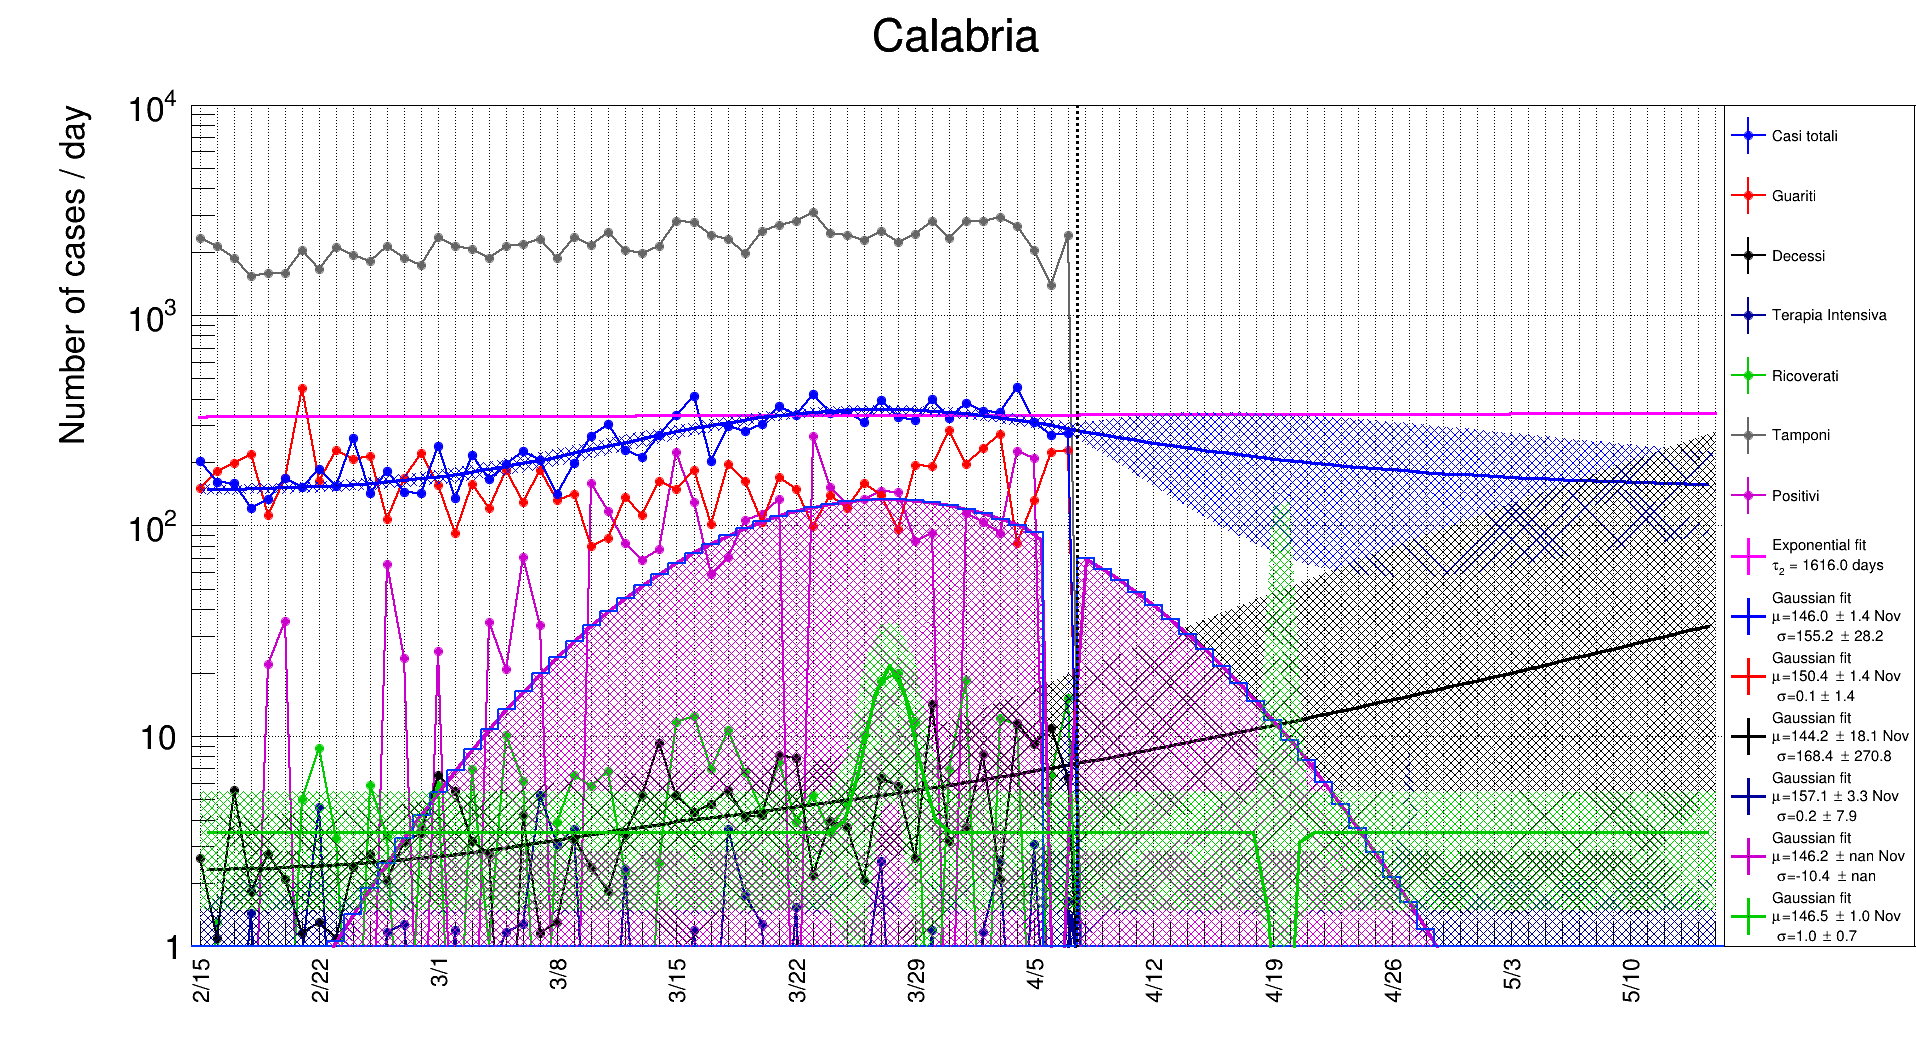 Calabria
Number of cases / day
10^4
10^3
10^2
10
1
2/15
2/22
3/1
3/8
3/15
3/22
3/29
4/5
4/12
4/19
4/26
5/3
5/10
Casi totali
Guariti
Decessi
Terapia Intensiva
Ricoverati
Tamponi
Positivi
Exponential fit
τ₂ = 1616.0 days
Gaussian fit
μ=146.0 ± 1.4 Nov
σ=155.2 ± 28.2
Gaussian fit
μ=150.4 ± 1.4 Nov
σ=0.1 ± 1.4
Gaussian fit
μ=144.2 ± 18.1 Nov
σ=168.4 ± 270.8
Gaussian fit
μ=157.1 ± 3.3 Nov
σ=0.2 ± 7.9
Gaussian fit
μ=146.2 ± nan Nov
σ=-10.4 ± nan
Gaussian fit
μ=146.5 ± 1.0 Nov
σ=1.0 ± 0.7